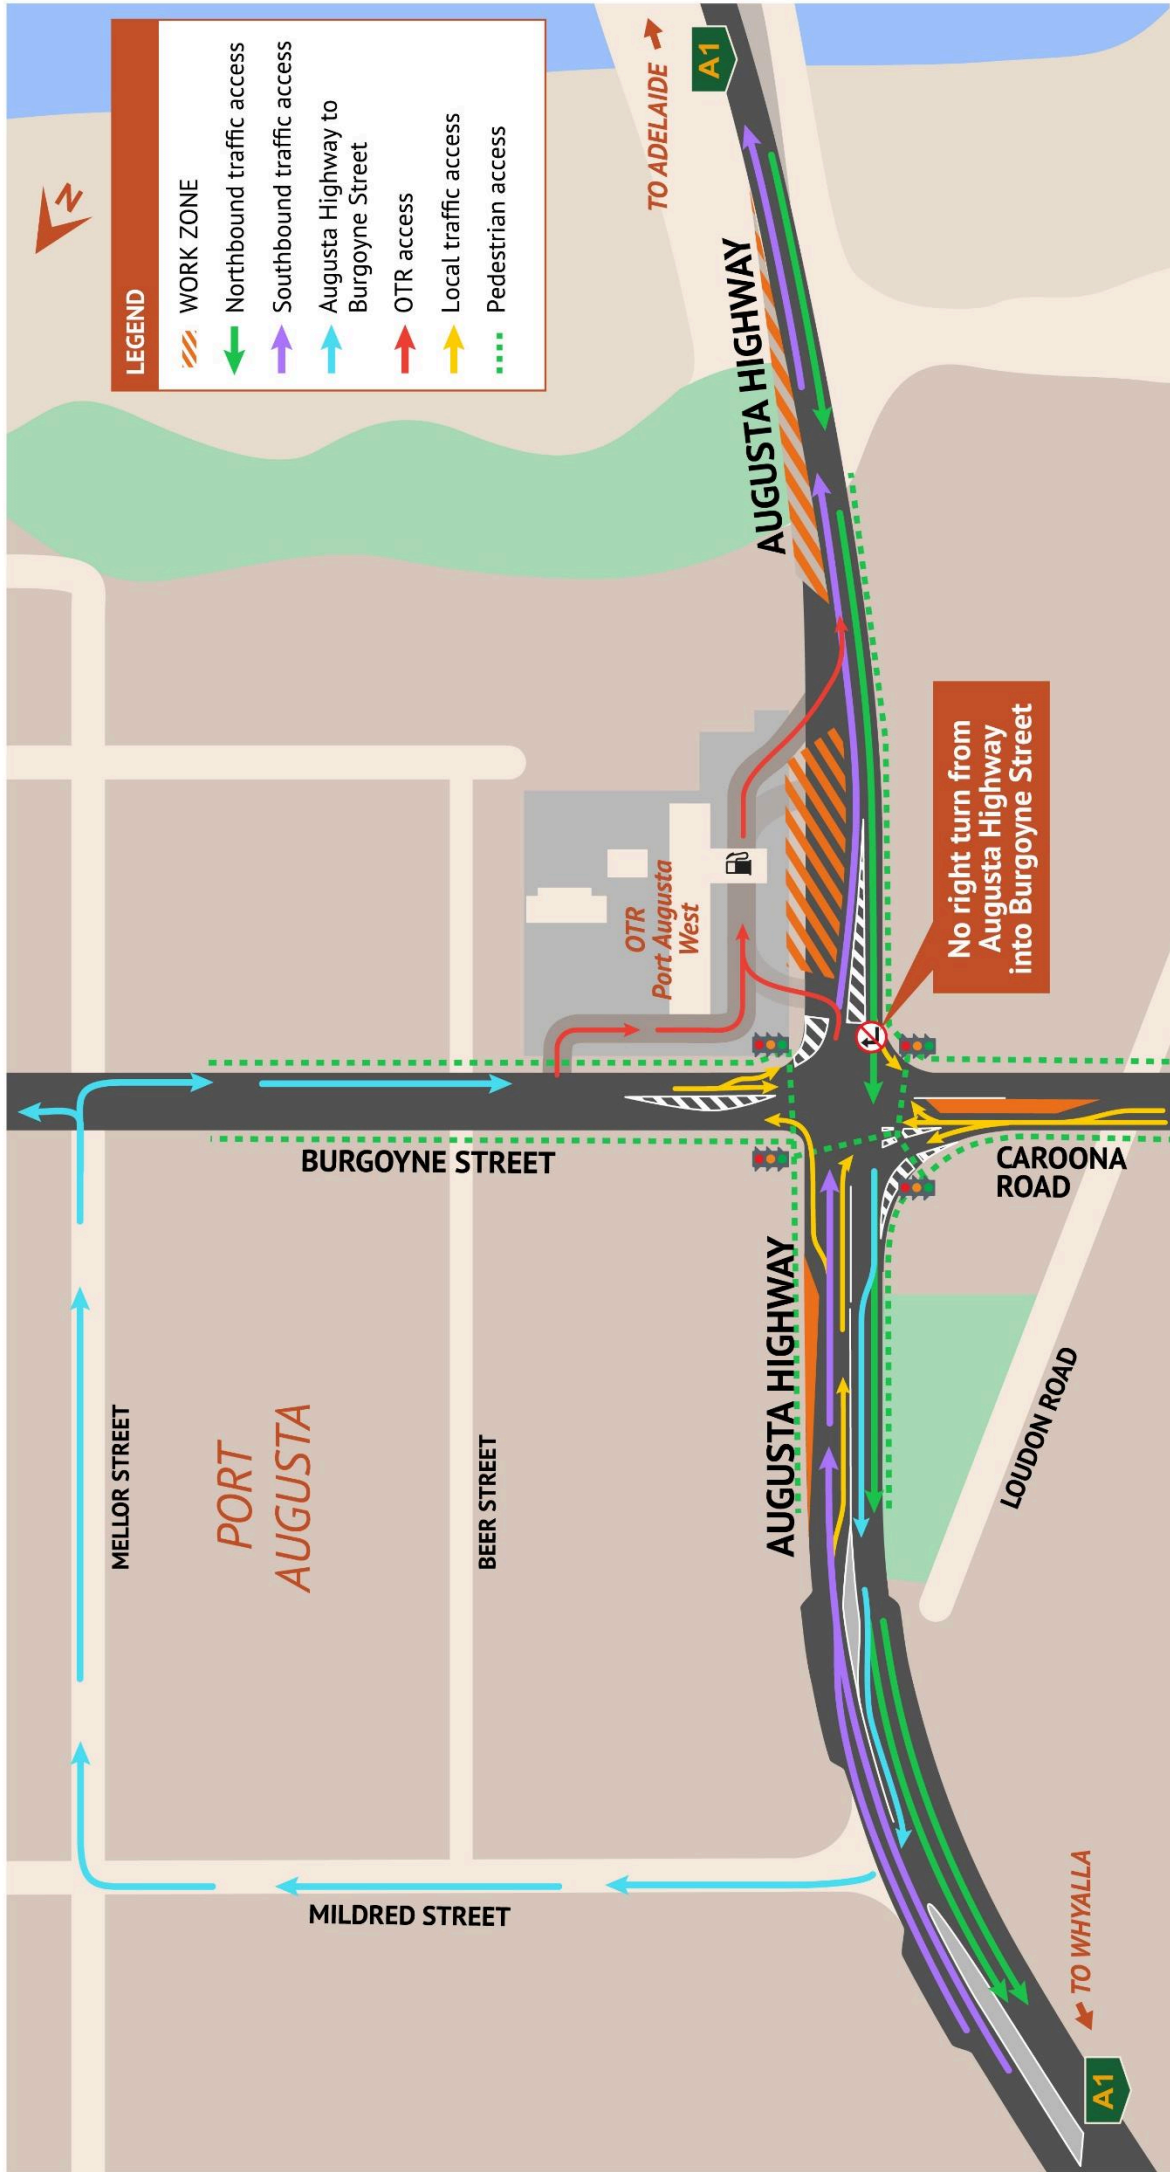 N
LEGEND
WORK ZONE
Northbound traffic access
Southbound traffic access
Augusta Highway to
Burgoyne Street
OTR access
Local traffic access
Pedestrian access
TO ADELAIDE
A1
AUGUSTA HIGHWAY
OTR
Port Augusta
West
No right turn from
Augusta Highway
into Burgoyne Street
BURGOYNE STREET
CAROONA
ROAD
AUGUSTA HIGHWAY
LOUDON ROAD
MELLOR STREET
PORT
AUGUSTA
BEER STREET
MILDRED STREET
TO WHYALLA
A1